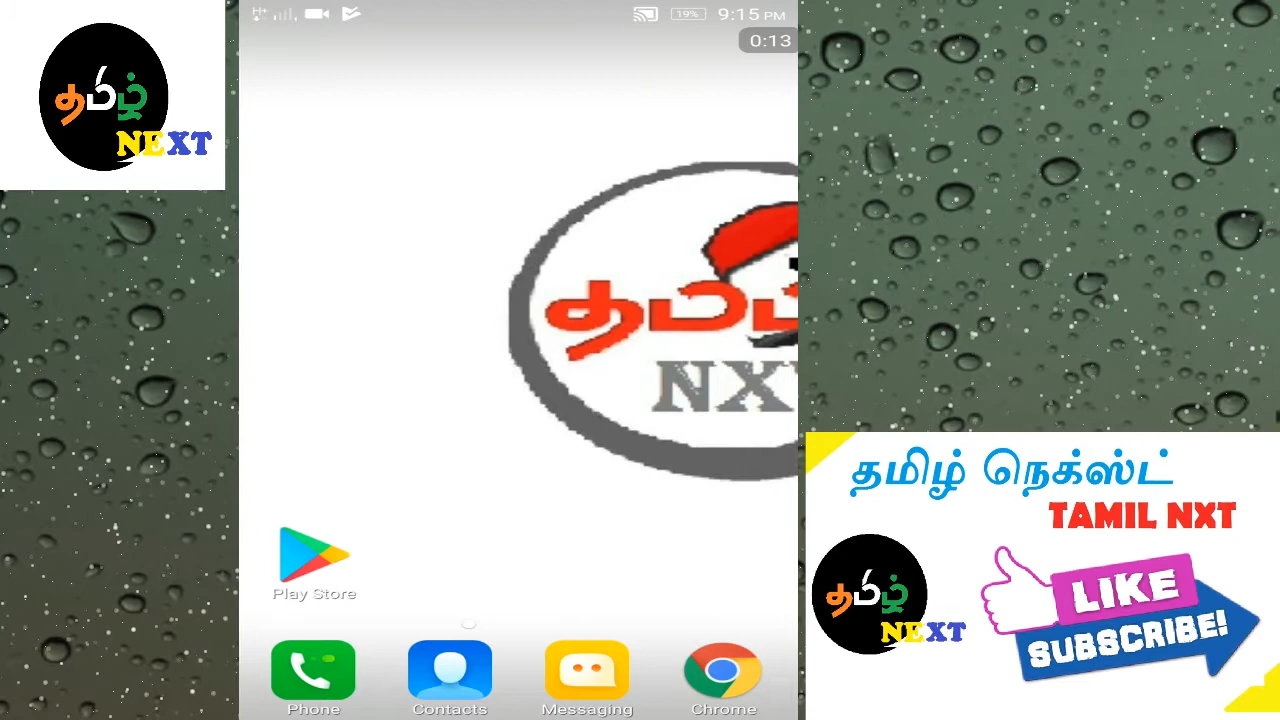 தமிழ்
NEXT
H+
19%
9:15 PM
0:13
தமிழ்
NX
Play Store
Phone
Contacts
Messaging
Chrome
தமிழ் நெக்ஸ்ட்
TAMIL NXT
தமிழ்
NEXT
LIKE
SUBSCRIBE!